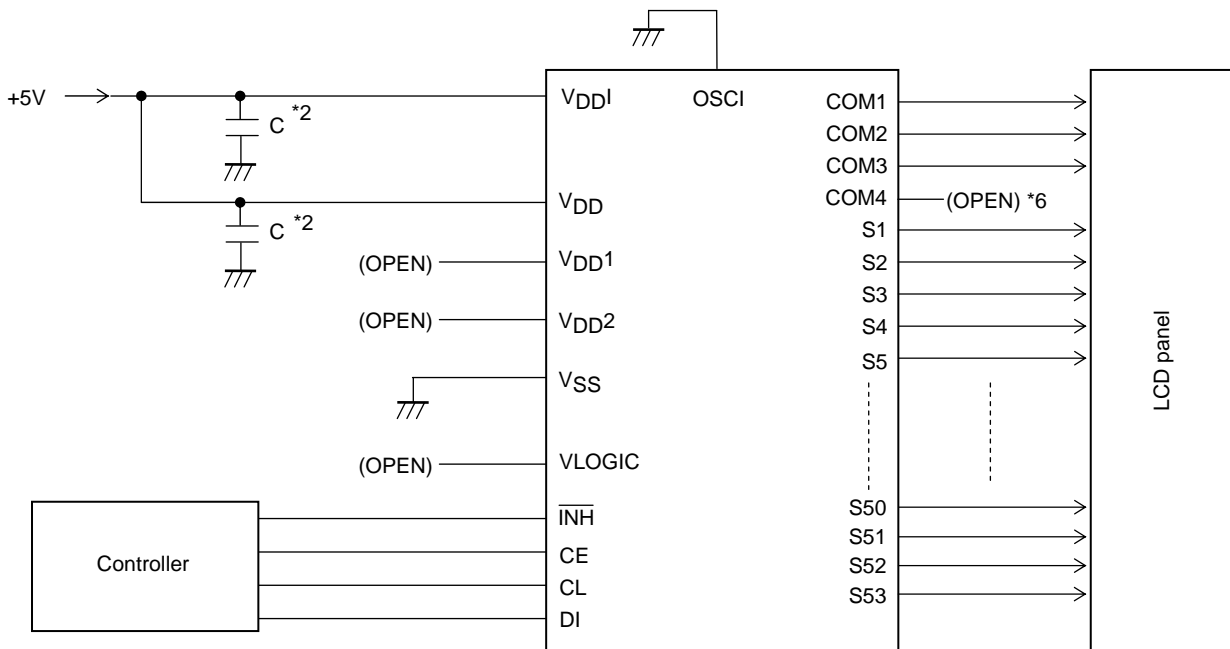 +5V
C *2
C *2
(OPEN)
(OPEN)
(OPEN)
Controller
VDDI
VDD
VDD1
VDD2
VSS
VLOGIC
INH
CE
CL
DI
OSCI
COM1
COM2
COM3
COM4
S1
S2
S3
S4
S5
S50
S51
S52
S53
(OPEN) *6
LCD panel